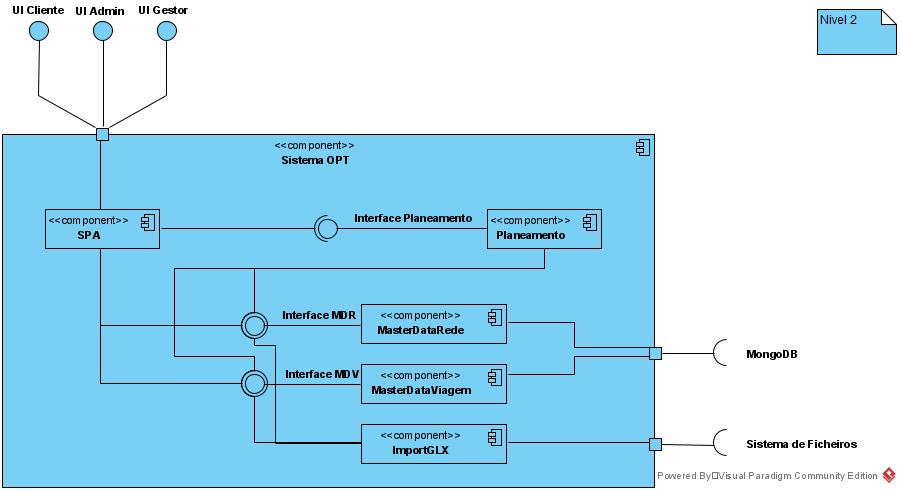 UI Cliente
UI Admin
UI Gestor
Nivel 2
<<component>>
Sistema OPT
<<component>>
SPA
Interface Planeamento
<<component>>
Planeamento
Interface MDR
<<component>>
MasterDataRede
MongoDB
Interface MDV
<<component>>
MasterDataViagem
<<component>>
ImportGLX
Sistema de Ficheiros
Powered By□Visual Paradigm Community Edition